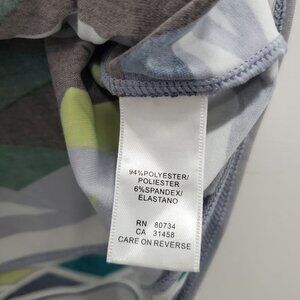 94%POLYESTER/
POLIESTER
6%SPANDEX/
ELASTANO
RN 80734
CA 31458
CARE ON REVERSE